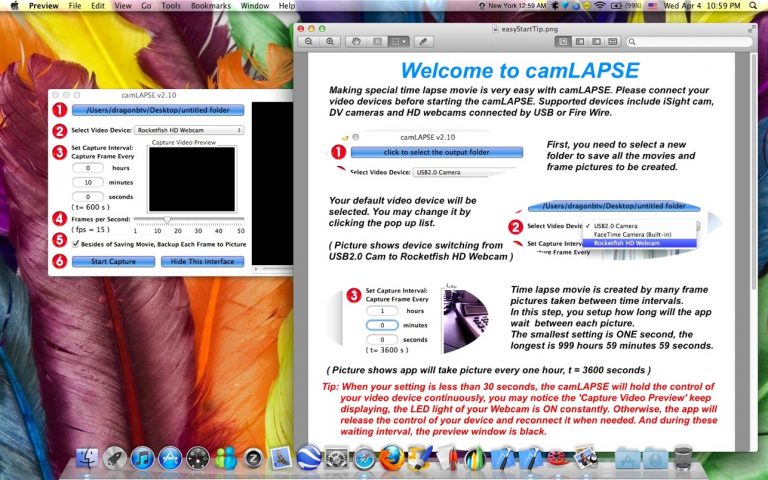 Preview File Edit View Go Tools Bookmarks Window Help
New York 12:59 AM
(99%)
Wed Apr 4 10:59 PM
camLAPSE v2.10
1 /Users/dragonbtv/Desktop/untitled folder
2 Select Video Device: Rocketfish HD Webcam
3 Set Capture Interval:
Capture Frame Every
Capture Video Preview
0 hours
10 minutes
0 seconds
( t= 600 s )
4 Frames per Second:
( fps = 15 ) 1 10 20 30 40 50
5 Besides of Saving Movie, Backup Each Frame to Picture
6 Start Capture Hide This Interface
easyStartTip.png
Welcome to camLAPSE
Making special time lapse movie is very easy with camLAPSE. Please connect your
video devices before starting the camLAPSE. Supported devices include iSight cam,
DV cameras and HD webcams connected by USB or Fire Wire.
camLAPSE v2.10
1 click to select the output folder
Select Video Device: USB2.0 Camera
First, you need to select a new
folder to save all the movies and
frame pictures to be created.
Your default video device will be
selected. You may change it by
clicking the pop up list.
( Picture shows device switching from
USB2.0 Cam to Rocketfish HD Webcam )
/Users/dragonbtv/Desktop/untitled folder
2 Select Video Devic ✓ USB2.0 Camera
FaceTime Camera (Built-in)
Set Capture Interv Rocketfish HD Webcam
Capture Frame Every
3 Set Capture Interval:
Capture Frame Every
1 hours
0 minutes
0 seconds
( t= 3600 s )
Time lapse movie is created by many frame
pictures taken between time intervals.
In this step, you setup how long will the app
wait between each picture.
The smallest setting is ONE second, the
longest is 999 hours 59 minutes 59 seconds.
( Picture shows app will take picture every one hour, t = 3600 seconds )
Tip: When your setting is less than 30 seconds, the camLAPSE will hold the control of
your video device continuously, you may notice the 'Capture Video Preview' keep
displaying, the LED light of your Webcam is ON constantly. Otherwise, the app will
release the control of your device and reconnect it when needed. And during these
waiting interval, the preview window is black.